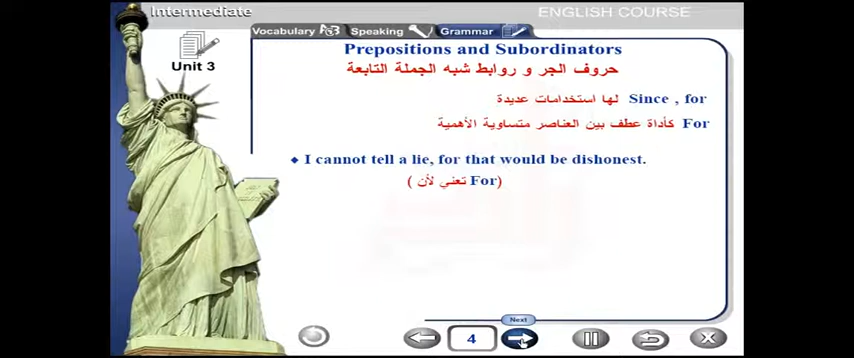 Intermediate
ENGLISH COURSE
Vocabulary
Speaking
Grammar
Unit 3
Prepositions and Subordinators
حروف الجر و روابط شبه الجملة التابعة
Since , for لها استخدامات عديدة
For كأداة عطف بين العناصر متساوية الأهمية
I cannot tell a lie, for that would be dishonest.
(For تعني لأن )
Next
4